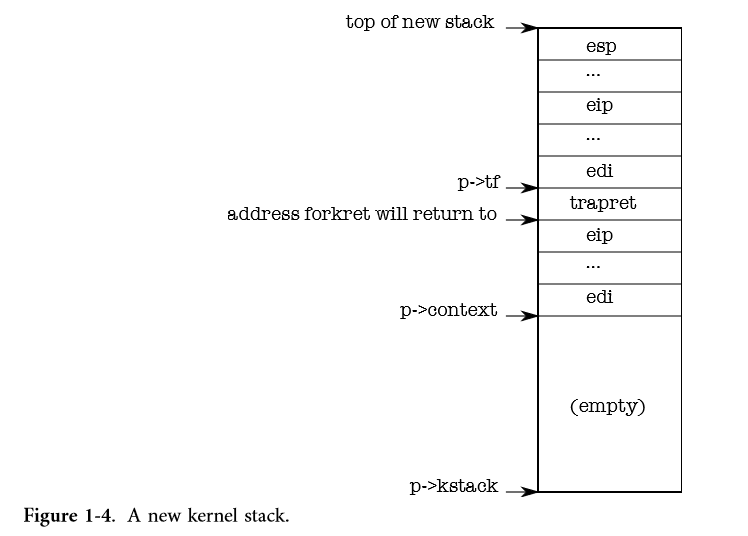 top of new stack
esp
...
eip
...
edi
p->tf
trapret
address forkret will return to
eip
...
edi
p->context
(empty)
p->kstack
Figure 1-4. A new kernel stack.